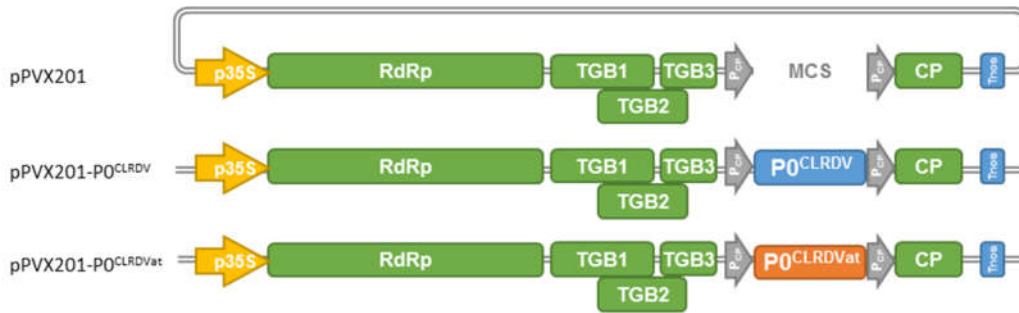 pPVX201 p35S RdRp TGB1 TGB3 PCP MCS PCP CP Tnos
TGB2
pPVX201-P0CLRDV p35S RdRp TGB1 TGB3 PCP P0CLRDV PCP CP Tnos
TGB2
pPVX201-P0CLRDVat p35S RdRp TGB1 TGB3 PCP P0CLRDVat PCP CP Tnos
TGB2